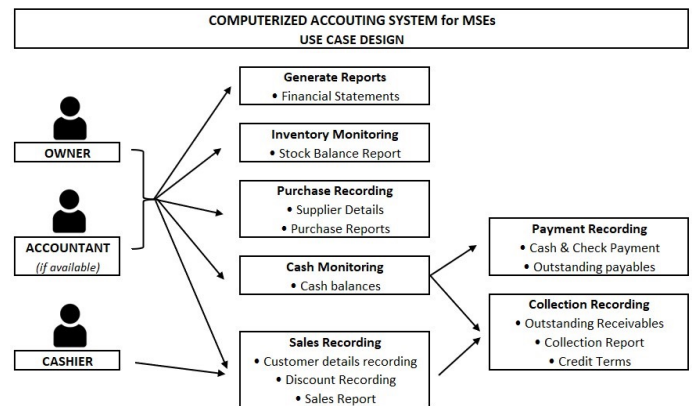 COMPUTERIZED ACCOUTING SYSTEM for MSEs
USE CASE DESIGN
OWNER
ACCOUNTANT
(if available)
CASHIER
Generate Reports
• Financial Statements
Inventory Monitoring
• Stock Balance Report
Purchase Recording
• Supplier Details
• Purchase Reports
Cash Monitoring
• Cash balances
Sales Recording
• Customer details recording
• Discount Recording
• Sales Report
Payment Recording
• Cash & Check Payment
• Outstanding payables
Collection Recording
• Outstanding Receivables
• Collection Report
• Credit Terms